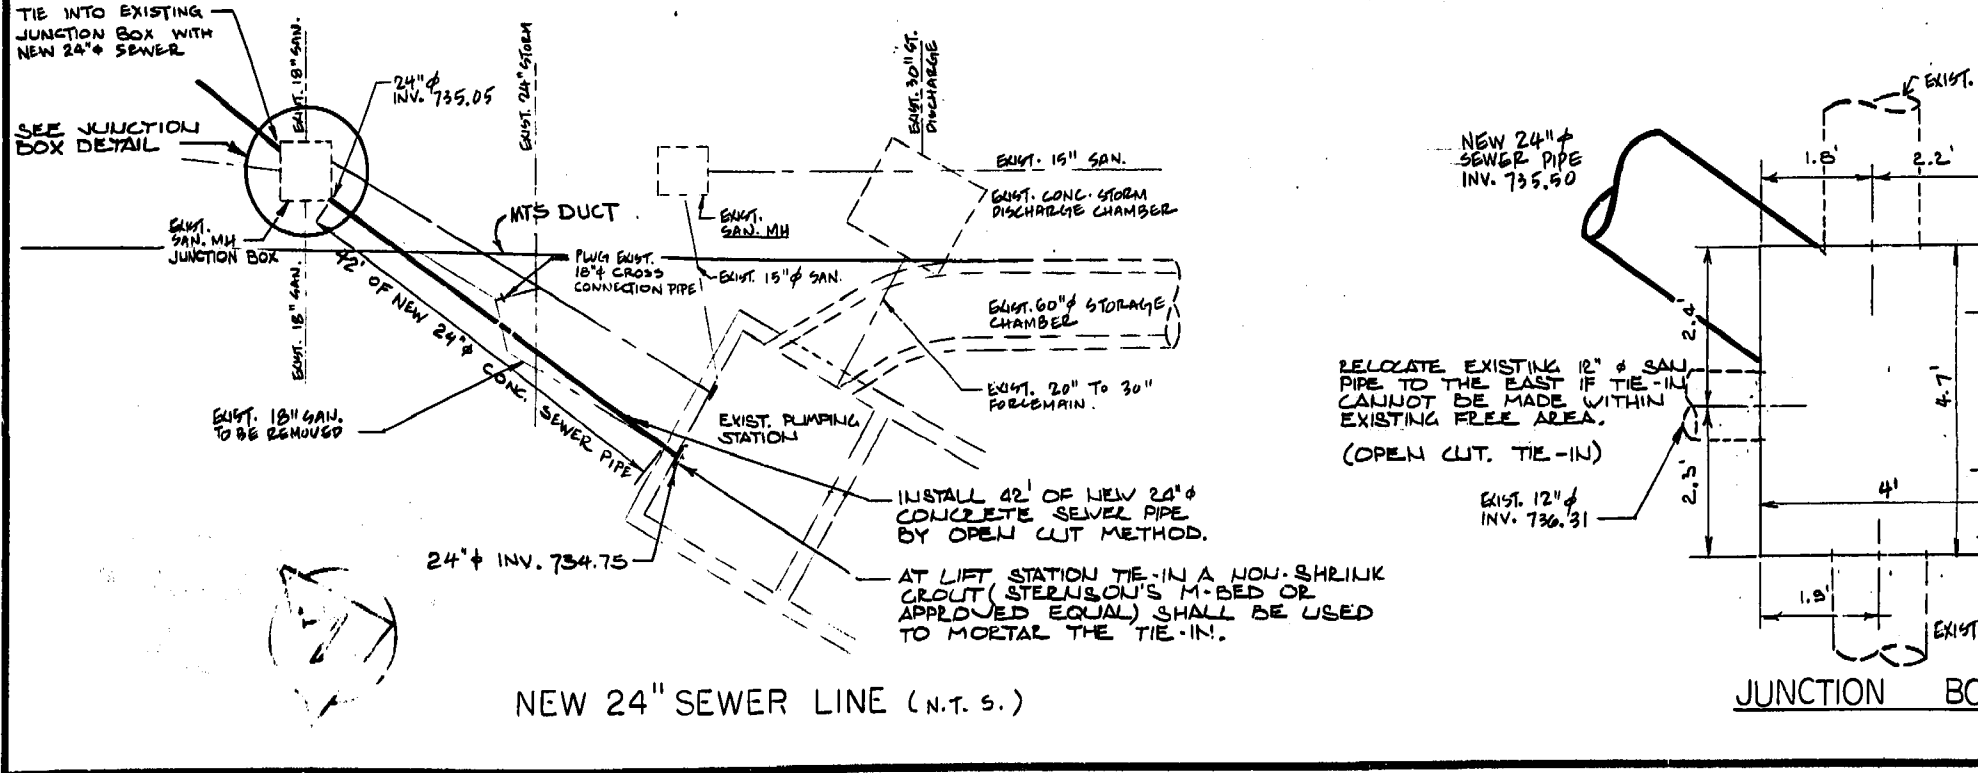 TIE INTO EXISTING
JUNCTION BOX WITH
NEW 24"φ SEWER
SEE JUNCTION
BOX DETAIL
EXIST. 18" SAN.
24"φ
INV. 735.05
EXIST. 24" STORM
EXIST. 30" ST.
DISCHARGE
EXIST. 15" SAN.
EXIST. CONC. STORM
DISCHARGE CHAMBER
EXIST.
SAN. MH
MTS DUCT
EXIST.
SAN. MH
JUNCTION BOX
EXIST. 18" SAN.
PLUG EXIST.
18"φ CROSS
CONNECTION PIPE
EXIST. 15"φ SAN.
EXIST. 60"φ STORAGE
CHAMBER
42' OF NEW 24"φ CONC. SEWER PIPE
EXIST. 20" TO 30"
FORCEMAIN.
EXIST. 18" SAN.
TO BE REMOVED
EXIST. PUMPING
STATION
INSTALL 42' OF NEW 24"φ
CONCRETE SEWER PIPE
BY OPEN CUT METHOD.
24"φ INV. 734.75
AT LIFT STATION TIE-IN A NON-SHRINK
GROUT (STERNSON'S M-BED OR
APPROVED EQUAL) SHALL BE USED
TO MORTAR THE TIE-IN.
NEW 24" SEWER LINE (N.T.S.)
EXIST.
NEW 24"φ
SEWER PIPE
INV. 735.50
1.8'
2.2'
2.4'
RELOCATE EXISTING 12"φ SAN
PIPE TO THE EAST IF TIE-IN
CANNOT BE MADE WITHIN
EXISTING FREE AREA.
(OPEN CUT. TIE-IN)
4.7'
2.3'
4'
EXIST. 12"φ
INV. 736.31
1.9'
EXIST
JUNCTION BO